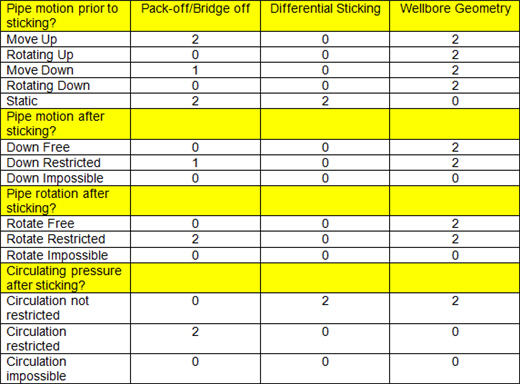 Pipe motion prior to sticking? Pack-off/Bridge off Differential Sticking Wellbore Geometry
Move Up 2 0 2
Rotating Up 0 0 2
Move Down 1 0 2
Rotating Down 0 0 2
Static 2 2 0
Pipe motion after sticking?
Down Free 0 0 2
Down Restricted 1 0 2
Down Impossible 0 0 0
Pipe rotation after sticking?
Rotate Free 0 0 2
Rotate Restricted 2 0 2
Rotate Impossible 0 0 0
Circulating pressure after sticking?
Circulation not restricted 0 2 2
Circulation restricted 2 0 0
Circulation impossible 0 0 0